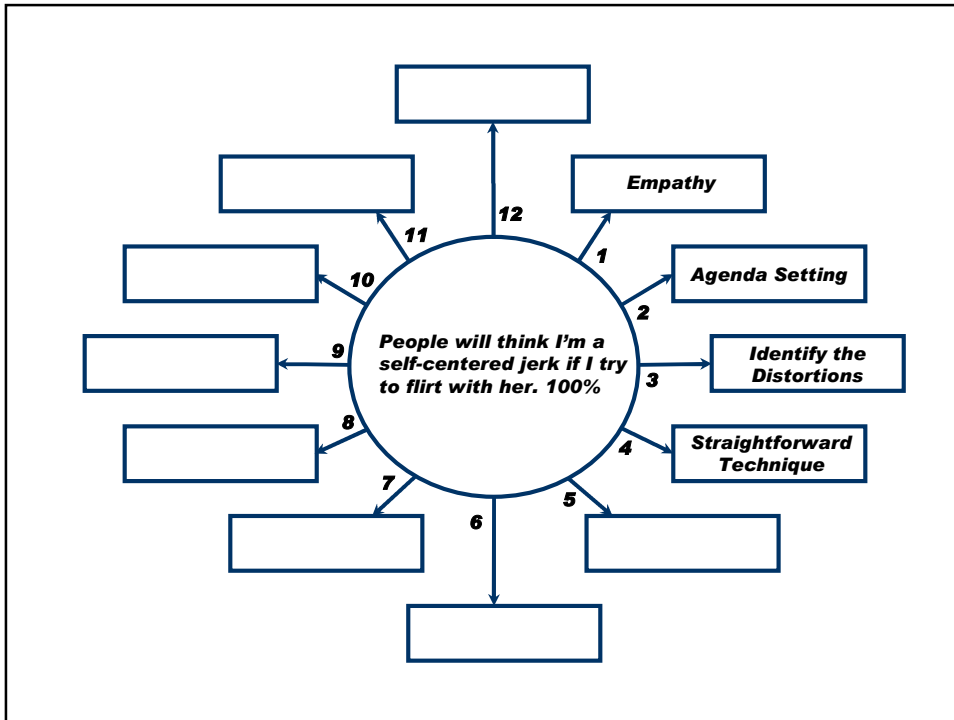 12
Empathy
11
1
10
Agenda Setting
2
People will think I’m a
self-centered jerk if I try
to flirt with her. 100%
9
Identify the
Distortions
3
8
4
Straightforward
Technique
7
5
6